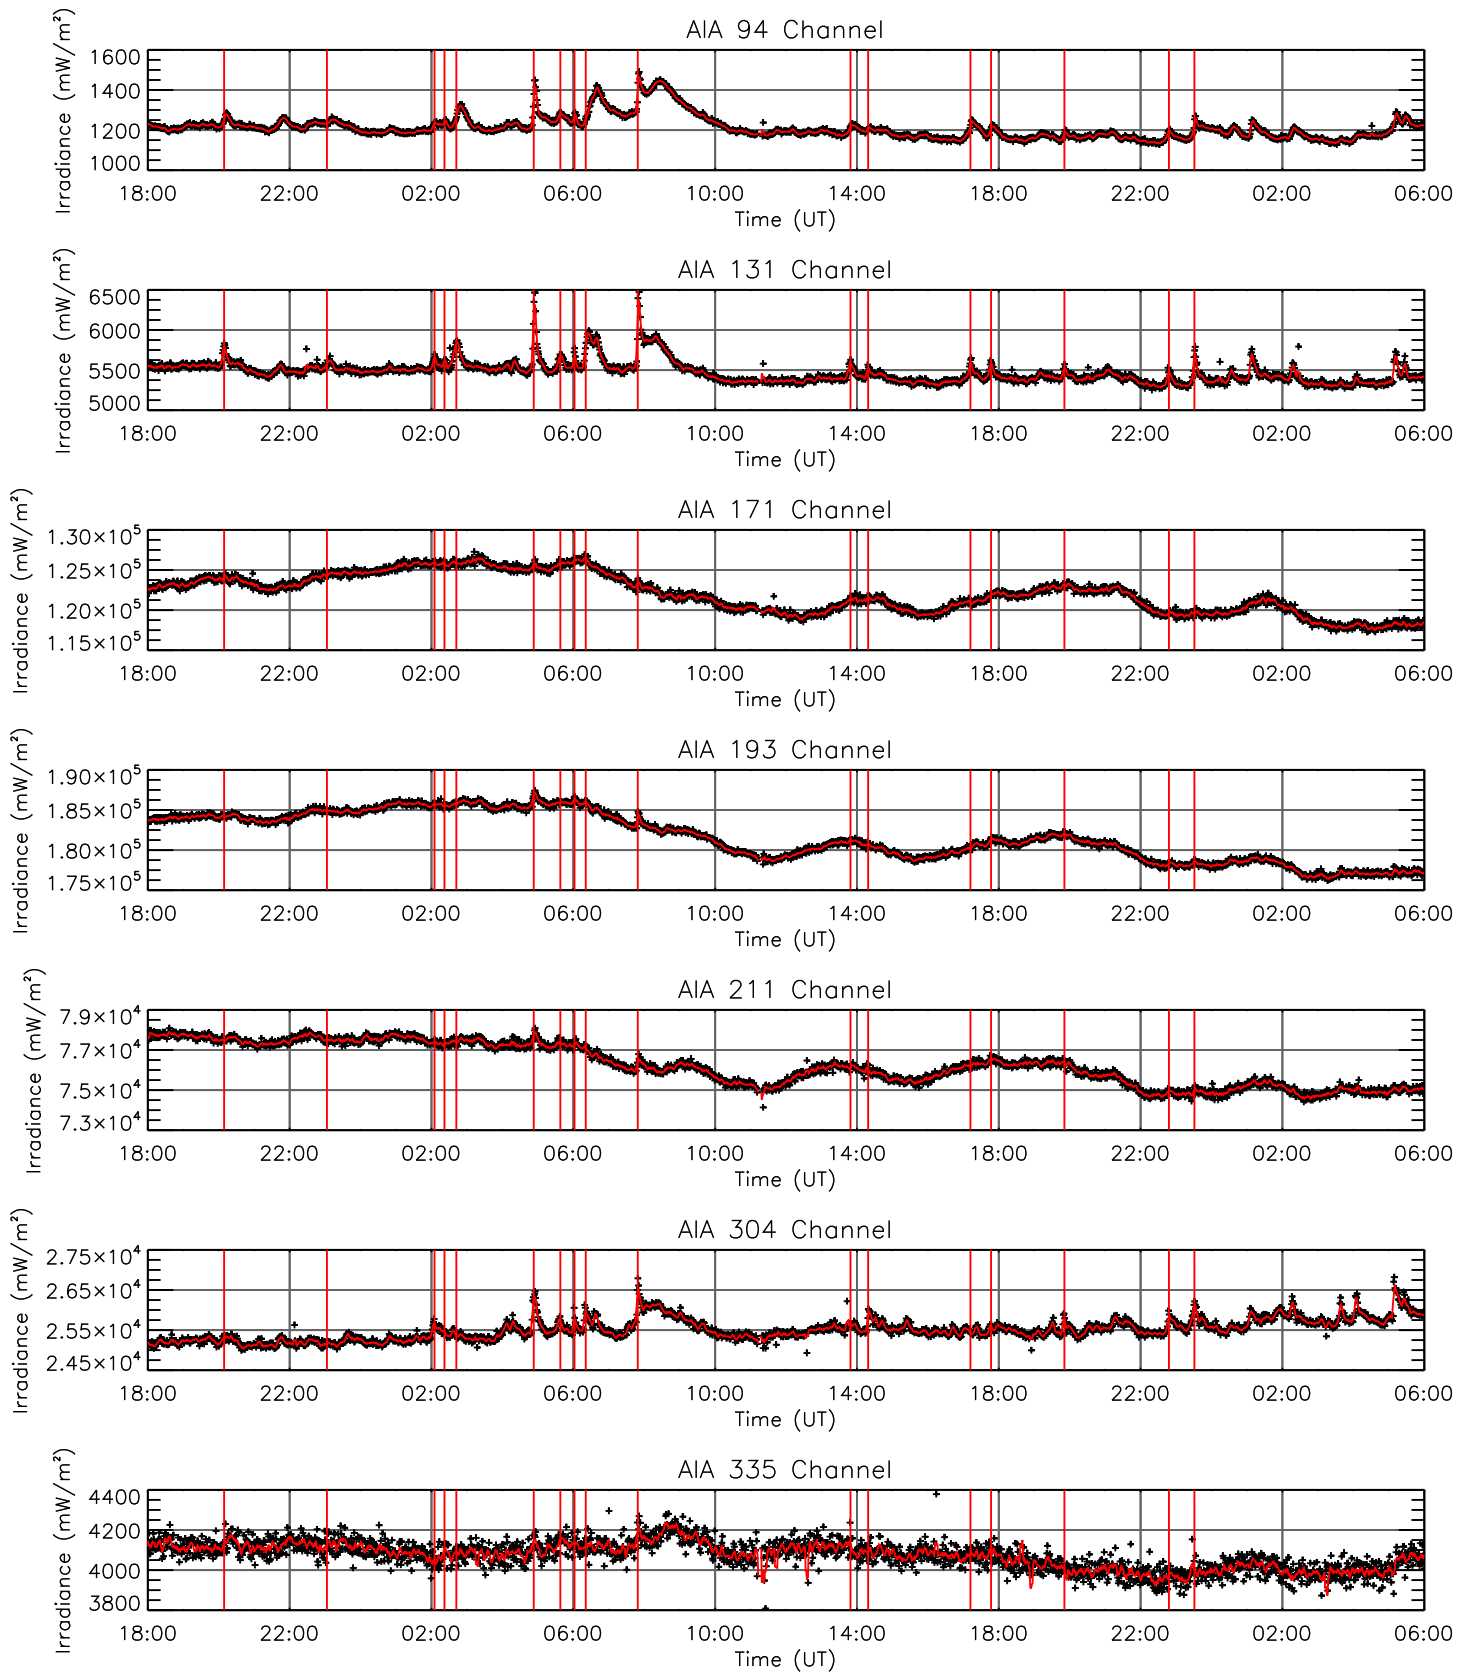 AIA 94 Channel
Irradiance (mW/m²)
1600
1400
1200
1000
18:00 22:00 02:00 06:00 10:00 14:00 18:00 22:00 02:00 06:00
Time (UT)
AIA 131 Channel
Irradiance (mW/m²)
6500
6000
5500
5000
18:00 22:00 02:00 06:00 10:00 14:00 18:00 22:00 02:00 06:00
Time (UT)
AIA 171 Channel
Irradiance (mW/m²)
1.30×10⁵
1.25×10⁵
1.20×10⁵
1.15×10⁵
18:00 22:00 02:00 06:00 10:00 14:00 18:00 22:00 02:00 06:00
Time (UT)
AIA 193 Channel
Irradiance (mW/m²)
1.90×10⁵
1.85×10⁵
1.80×10⁵
1.75×10⁵
18:00 22:00 02:00 06:00 10:00 14:00 18:00 22:00 02:00 06:00
Time (UT)
AIA 211 Channel
Irradiance (mW/m²)
7.9×10⁴
7.7×10⁴
7.5×10⁴
7.3×10⁴
18:00 22:00 02:00 06:00 10:00 14:00 18:00 22:00 02:00 06:00
Time (UT)
AIA 304 Channel
Irradiance (mW/m²)
2.75×10⁴
2.65×10⁴
2.55×10⁴
2.45×10⁴
18:00 22:00 02:00 06:00 10:00 14:00 18:00 22:00 02:00 06:00
Time (UT)
AIA 335 Channel
Irradiance (mW/m²)
4400
4200
4000
3800
18:00 22:00 02:00 06:00 10:00 14:00 18:00 22:00 02:00 06:00
Time (UT)